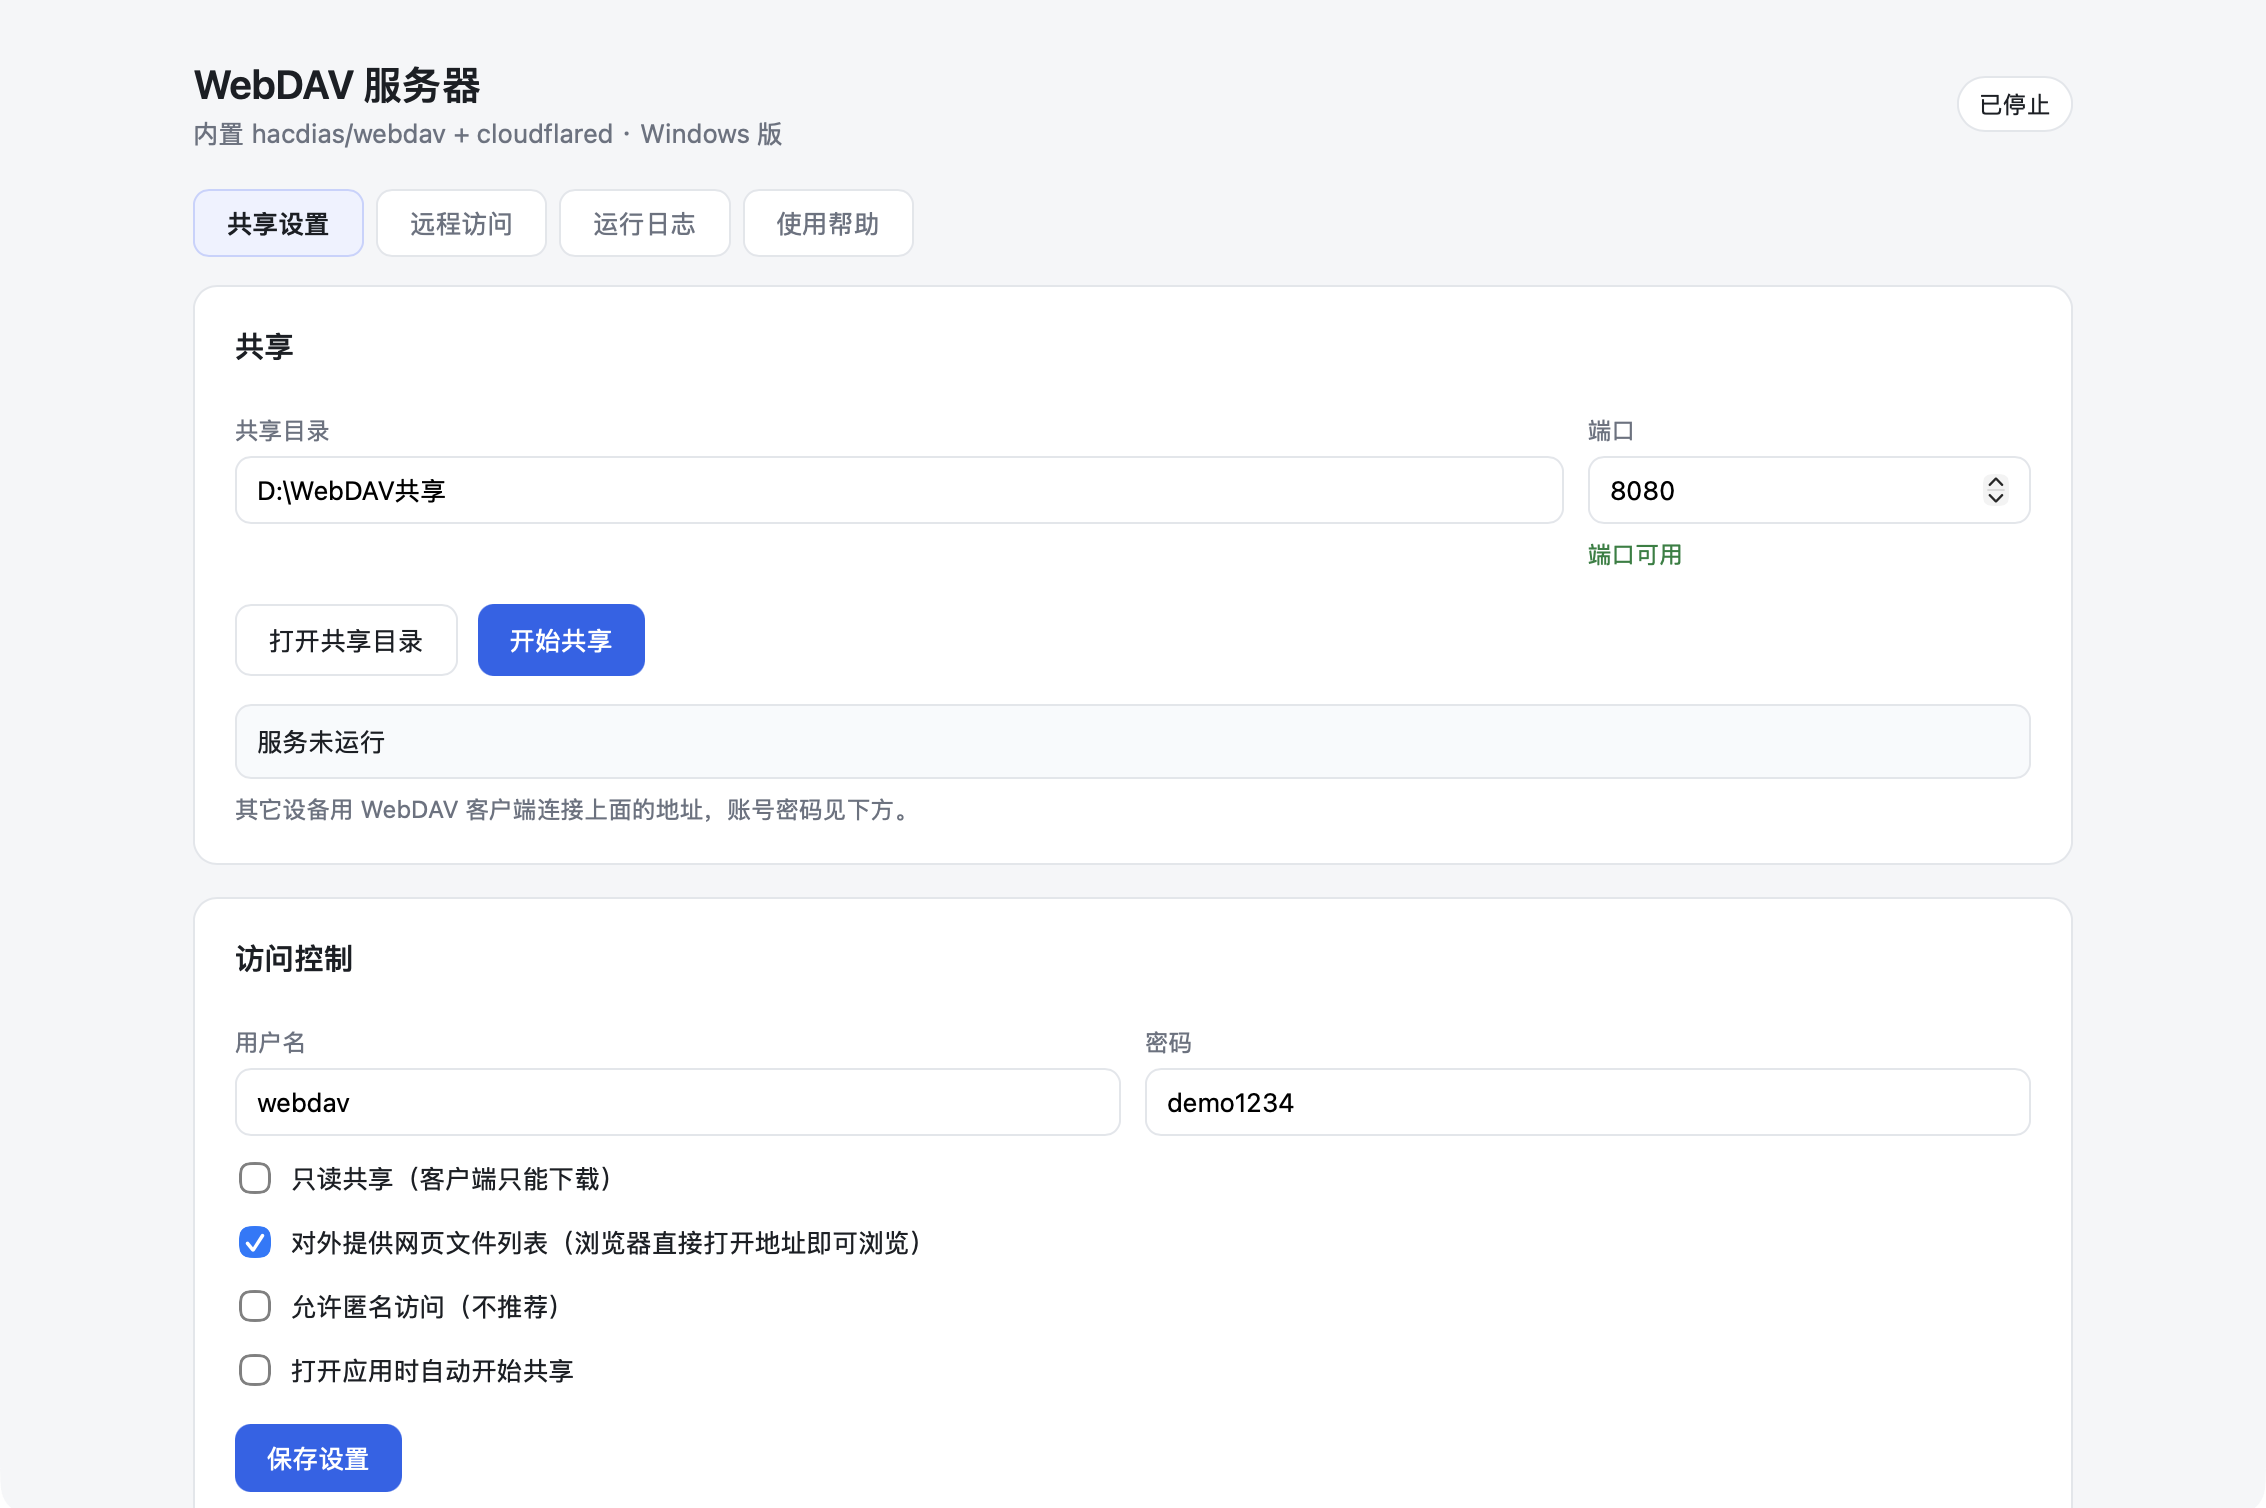 WebDAV 服务器
内置 hacdias/webdav + cloudflared · Windows 版
已停止
共享设置
远程访问
运行日志
使用帮助
共享
共享目录
端口
D:\WebDAV共享
8080
端口可用
打开共享目录
开始共享
服务未运行
其它设备用 WebDAV 客户端连接上面的地址，账号密码见下方。
访问控制
用户名
密码
webdav
demo1234
只读共享（客户端只能下载）
对外提供网页文件列表（浏览器直接打开地址即可浏览）
允许匿名访问（不推荐）
打开应用时自动开始共享
保存设置